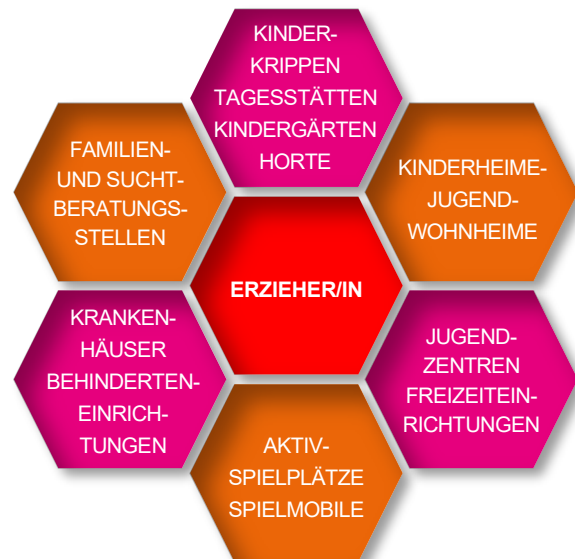 KINDER-
KRIPPEN
TAGESSTÄTTEN
KINDERGÄRTEN
HORTE
FAMILIEN-
UND SUCHT-
BERATUNGS-
STELLEN
KINDERHEIME-
JUGEND-
WOHNHEIME
ERZIEHER/IN
KRANKEN-
HÄUSER
BEHINDERTEN-
EINRICH-
TUNGEN
JUGEND-
ZENTREN
FREIZEITEIN-
RICHTUNGEN
AKTIV-
SPIELPLÄTZE
SPIELMOBILE